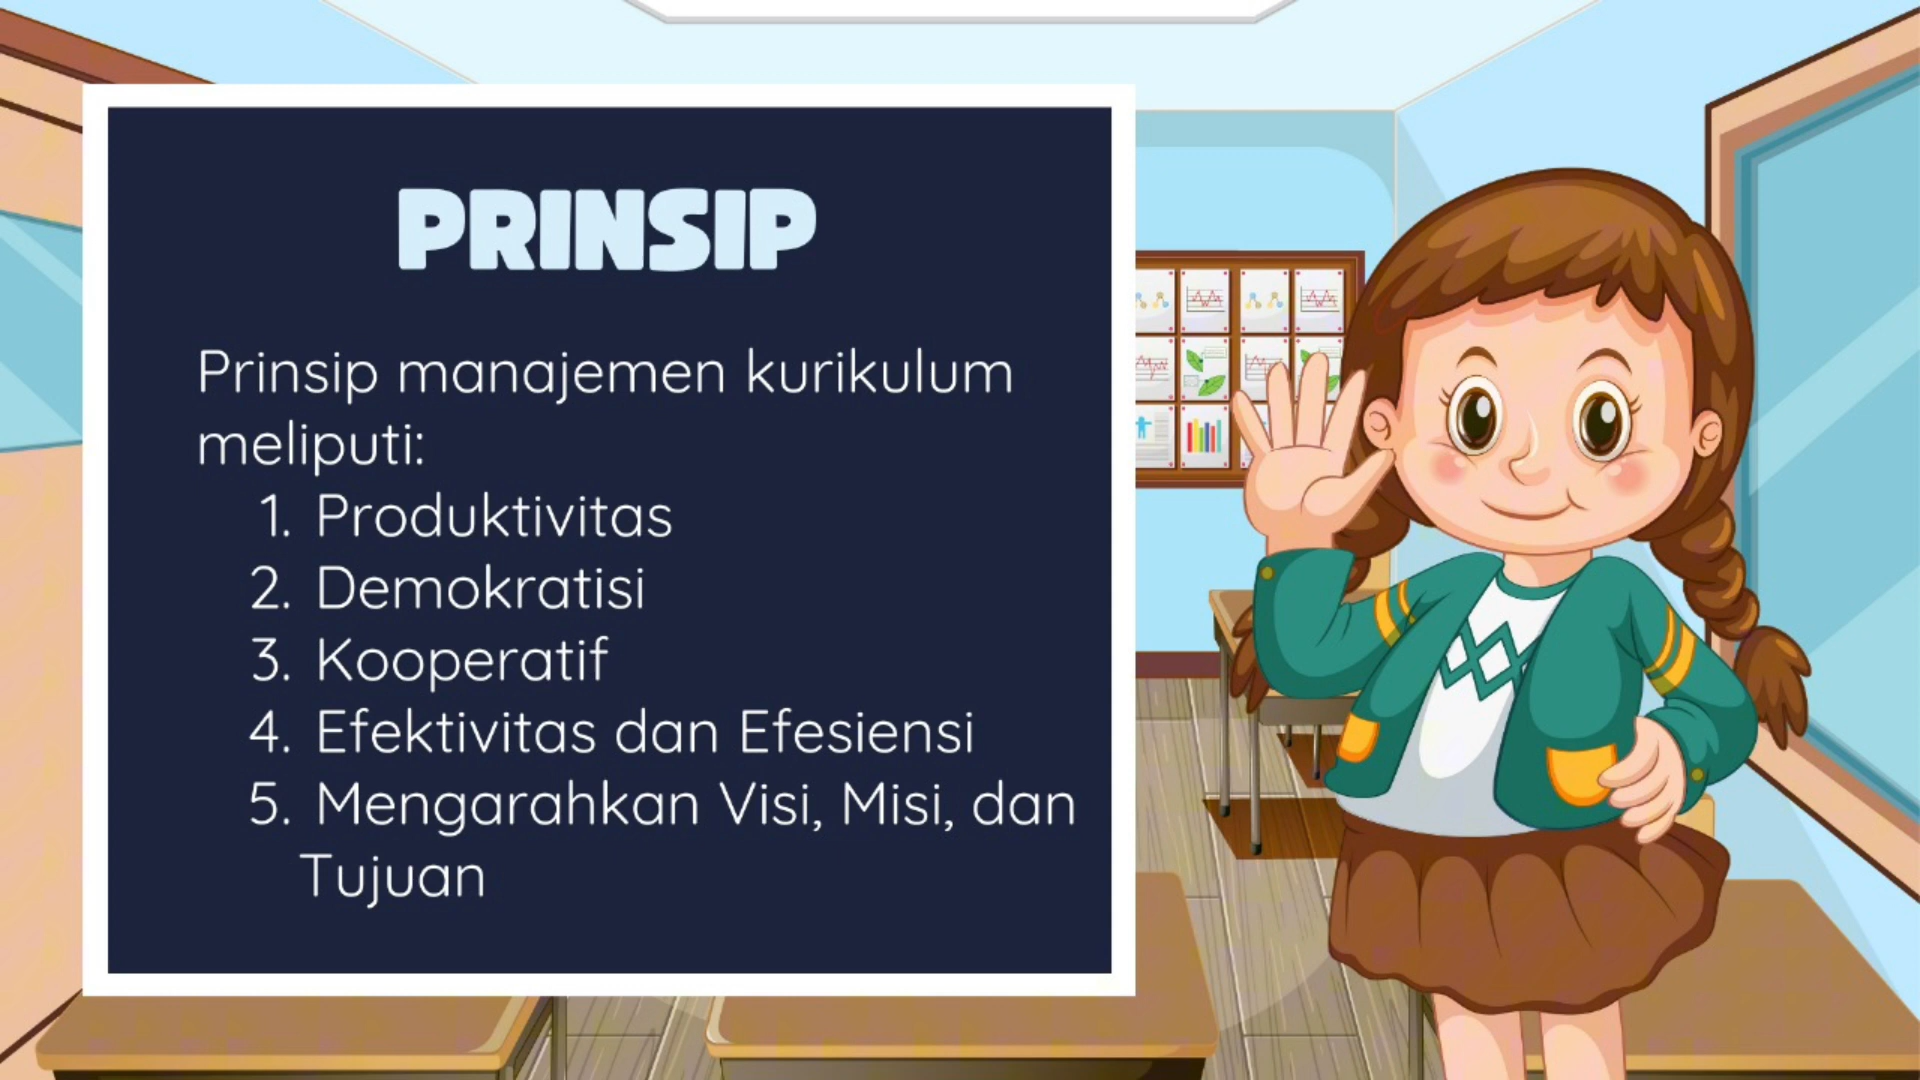 PRINSIP
Prinsip manajemen kurikulum
meliputi:
1. Produktivitas
2. Demokratisi
3. Kooperatif
4. Efektivitas dan Efesiensi
5. Mengarahkan Visi, Misi, dan
Tujuan